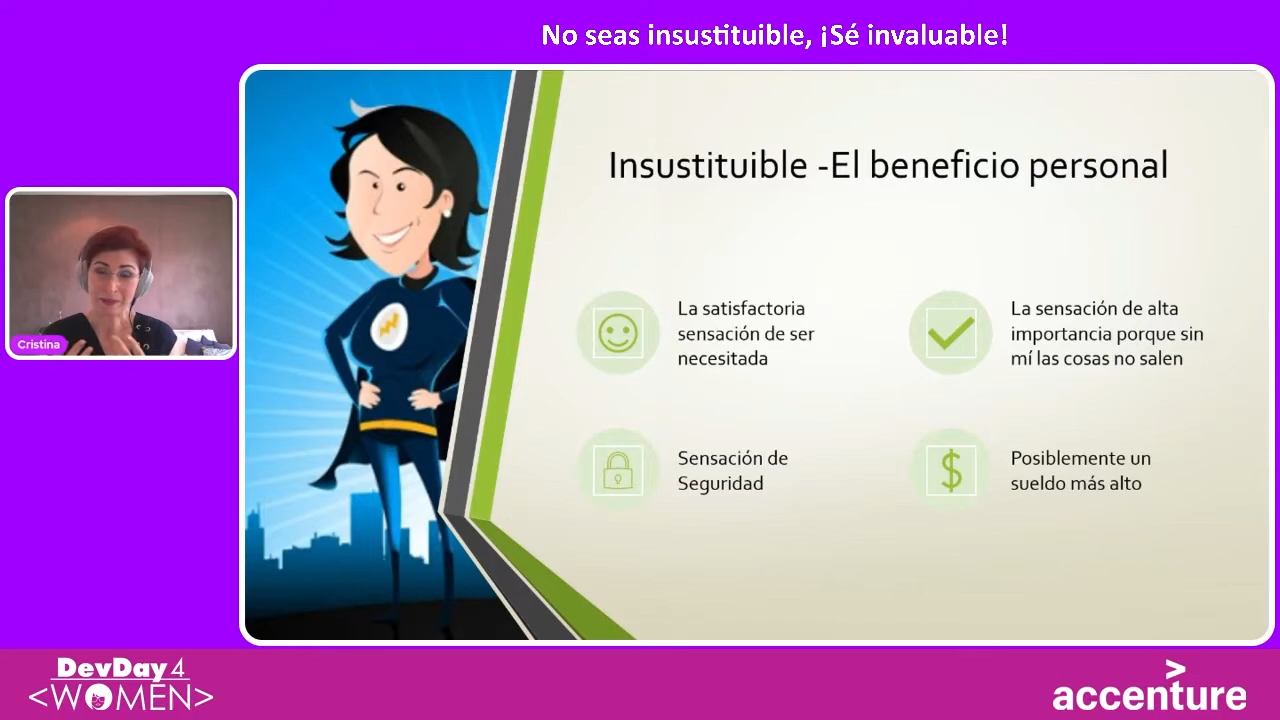 No seas insustituible, ¡Sé invaluable!
Insustituible -El beneficio personal
La satisfactoria
sensación de ser
necesitada
La sensación de alta
importancia porque sin
mí las cosas no salen
Sensación de
Seguridad
$
Posiblemente un
sueldo más alto
Cristina
DevDay4
<WOMEN>
>
accenture